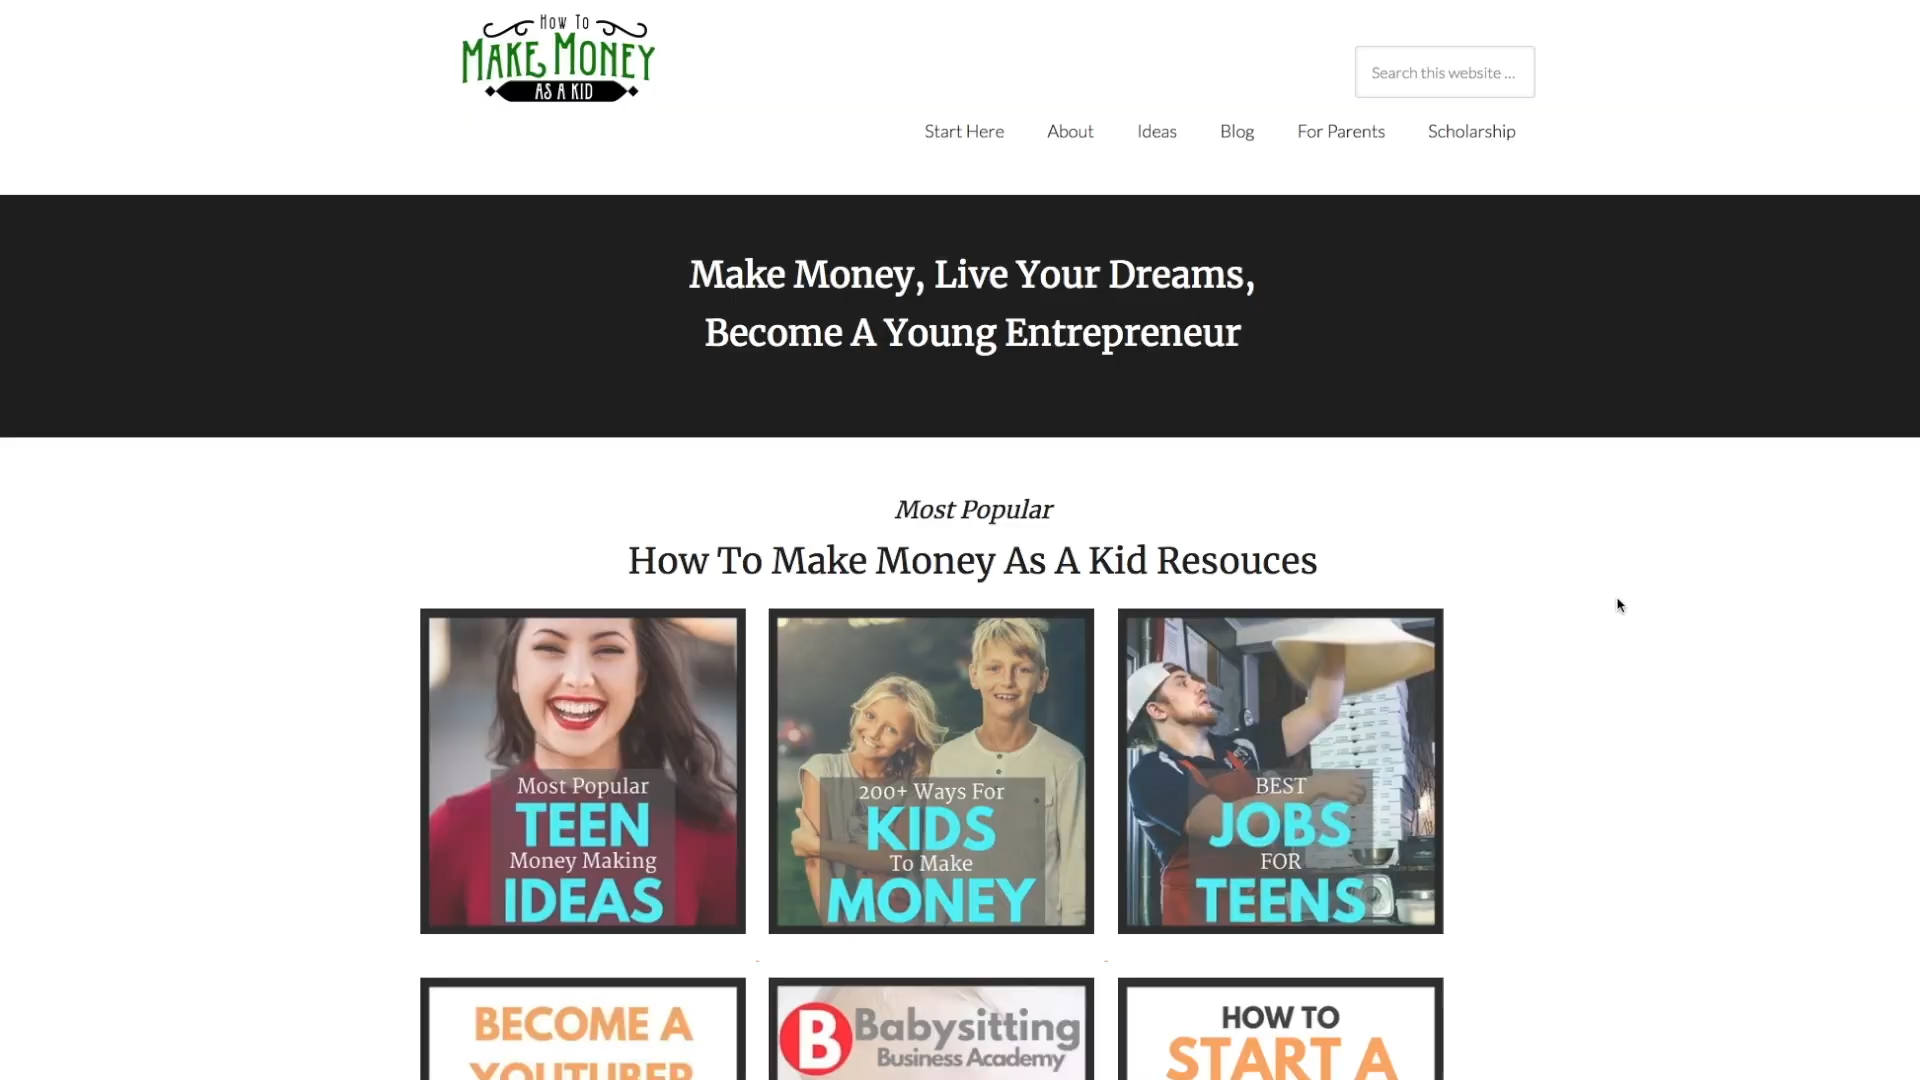 How To
MAKE MONEY
AS A KID
Search this website ...
Start Here About Ideas Blog For Parents Scholarship
Make Money, Live Your Dreams,
Become A Young Entrepreneur
Most Popular
How To Make Money As A Kid Resouces
Most Popular
TEEN
Money Making
IDEAS
200+ Ways For
KIDS
To Make
MONEY
BEST
JOBS
FOR
TEENS
BECOME A
YOUTUBER
B Babysitting
Business Academy
HOW TO
START A